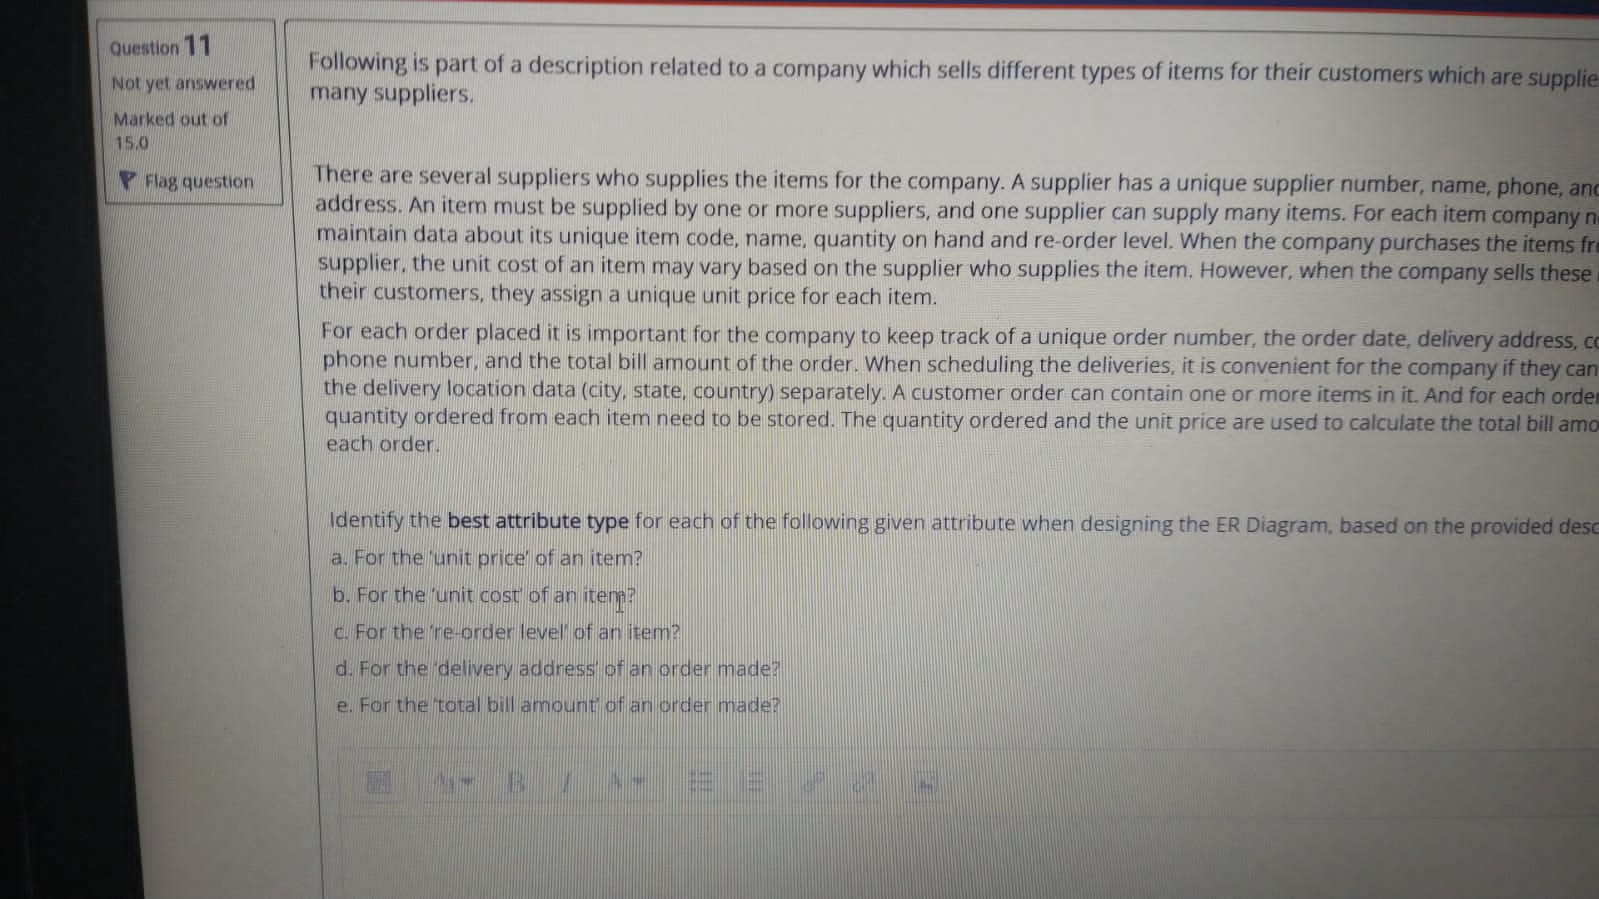 Question 11
Not yet answered
Marked out of
15.0
Flag question
Following is part of a description related to a company which sells different types of items for their customers which are supplie
many suppliers.
There are several suppliers who supplies the items for the company. A supplier has a unique supplier number, name, phone, and
address. An item must be supplied by one or more suppliers, and one supplier can supply many items. For each item company n
maintain data about its unique item code, name, quantity on hand and re-order level. When the company purchases the items fr
supplier, the unit cost of an item may vary based on the supplier who supplies the item. However, when the company sells these
their customers, they assign a unique unit price for each item.
For each order placed it is important for the company to keep track of a unique order number, the order date, delivery address, co
phone number, and the total bill amount of the order. When scheduling the deliveries, it is convenient for the company if they can
the delivery location data (city, state, country) separately. A customer order can contain one or more items in it. And for each order
quantity ordered from each item need to be stored. The quantity ordered and the unit price are used to calculate the total bill amo
each order.
Identify the best attribute type for each of the following given attribute when designing the ER Diagram, based on the provided desc
a. For the 'unit price' of an item?
b. For the 'unit cost' of an item?
c. For the 're-order level' of an item?
d. For the 'delivery address' of an order made?
e. For the 'total bill amount' of an order made?